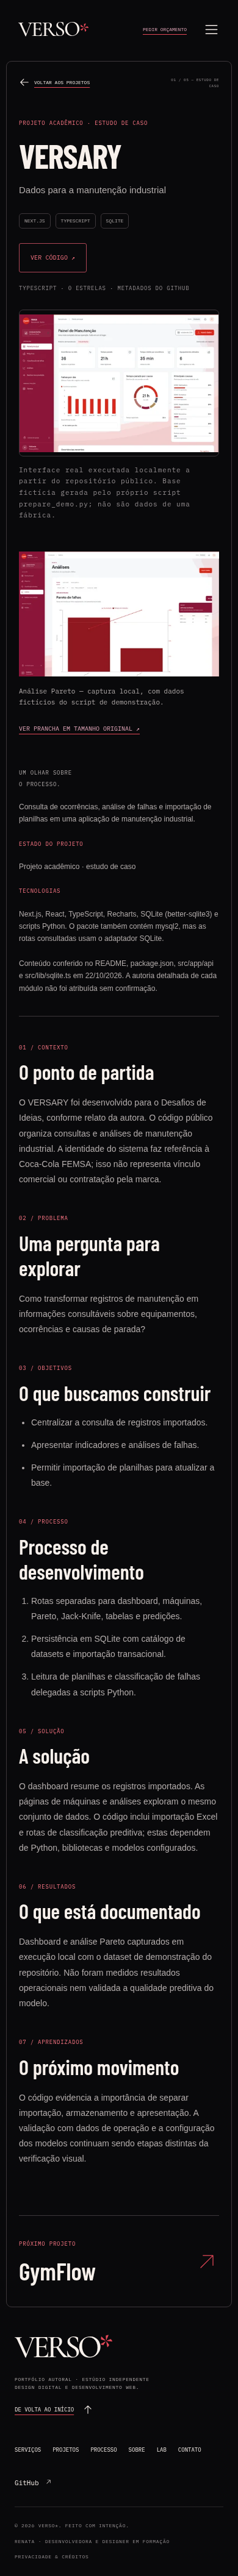 VERSO*
PEDIR ORÇAMENTO
VOLTAR AOS PROJETOS
01 / 05 — ESTUDO DE
CASO
PROJETO ACADÊMICO · ESTUDO DE CASO
VERSARY
Dados para a manutenção industrial
NEXT.JS
TYPESCRIPT
SQLITE
VER CÓDIGO ↗
TYPESCRIPT · 0 ESTRELAS · METADADOS DO GITHUB
Painel de Manutenção
Interface real executada localmente a
partir do repositório público. Base
fictícia gerada pelo próprio script
prepare_demo.py; não são dados de uma
fábrica.
Análises
Análise Pareto — captura local, com dados
fictícios do script de demonstração.
VER PRANCHA EM TAMANHO ORIGINAL ↗
UM OLHAR SOBRE
O PROCESSO.
Consulta de ocorrências, análise de falhas e importação de
planilhas em uma aplicação de manutenção industrial.
ESTADO DO PROJETO
Projeto acadêmico · estudo de caso
TECNOLOGIAS
Next.js, React, TypeScript, Recharts, SQLite (better-sqlite3) e
scripts Python. O pacote também contém mysql2, mas as
rotas consultadas usam o adaptador SQLite.
Conteúdo conferido no README, package.json, src/app/api
e src/lib/sqlite.ts em 22/10/2026. A autoria detalhada de cada
módulo não foi atribuída sem confirmação.
01 / CONTEXTO
O ponto de partida
O VERSARY foi desenvolvido para o Desafios de
Ideias, conforme relato da autora. O código público
organiza consultas e análises de manutenção
industrial. A identidade do sistema faz referência à
Coca-Cola FEMSA; isso não representa vínculo
comercial ou contratação pela marca.
02 / PROBLEMA
Uma pergunta para
explorar
Como transformar registros de manutenção em
informações consultáveis sobre equipamentos,
ocorrências e causas de parada?
03 / OBJETIVOS
O que buscamos construir
• Centralizar a consulta de registros importados.
• Apresentar indicadores e análises de falhas.
• Permitir importação de planilhas para atualizar a
base.
04 / PROCESSO
Processo de
desenvolvimento
1. Rotas separadas para dashboard, máquinas,
Pareto, Jack-Knife, tabelas e predições.
2. Persistência em SQLite com catálogo de
datasets e importação transacional.
3. Leitura de planilhas e classificação de falhas
delegadas a scripts Python.
05 / SOLUÇÃO
A solução
O dashboard resume os registros importados. As
páginas de máquinas e análises exploram o mesmo
conjunto de dados. O código inclui importação Excel
e rotas de classificação preditiva; estas dependem
de Python, bibliotecas e modelos configurados.
06 / RESULTADOS
O que está documentado
Dashboard e análise Pareto capturados em
execução local com o dataset de demonstração do
repositório. Não foram medidos resultados
operacionais nem validada a qualidade preditiva do
modelo.
07 / APRENDIZADOS
O próximo movimento
O código evidencia a importância de separar
importação, armazenamento e apresentação. A
validação com dados de operação e a configuração
dos modelos continuam sendo etapas distintas da
verificação visual.
PRÓXIMO PROJETO
GymFlow
VERSO*
PORTFÓLIO AUTORAL · ESTÚDIO INDEPENDENTE
DESIGN DIGITAL E DESENVOLVIMENTO WEB.
DE VOLTA AO INÍCIO ↑
SERVIÇOS PROJETOS PROCESSO SOBRE LAB CONTATO
GitHub ↗
© 2026 VERSO*. FEITO COM INTENÇÃO.
RENATA · DESENVOLVEDORA E DESIGNER EM FORMAÇÃO
PRIVACIDADE & CRÉDITOS